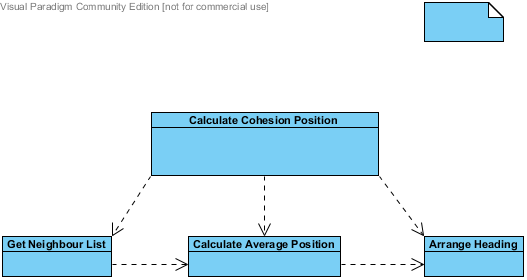 Visual Paradigm Community Edition [not for commercial use]
Calculate Cohesion Position
Get Neighbour List
Calculate Average Position
Arrange Heading